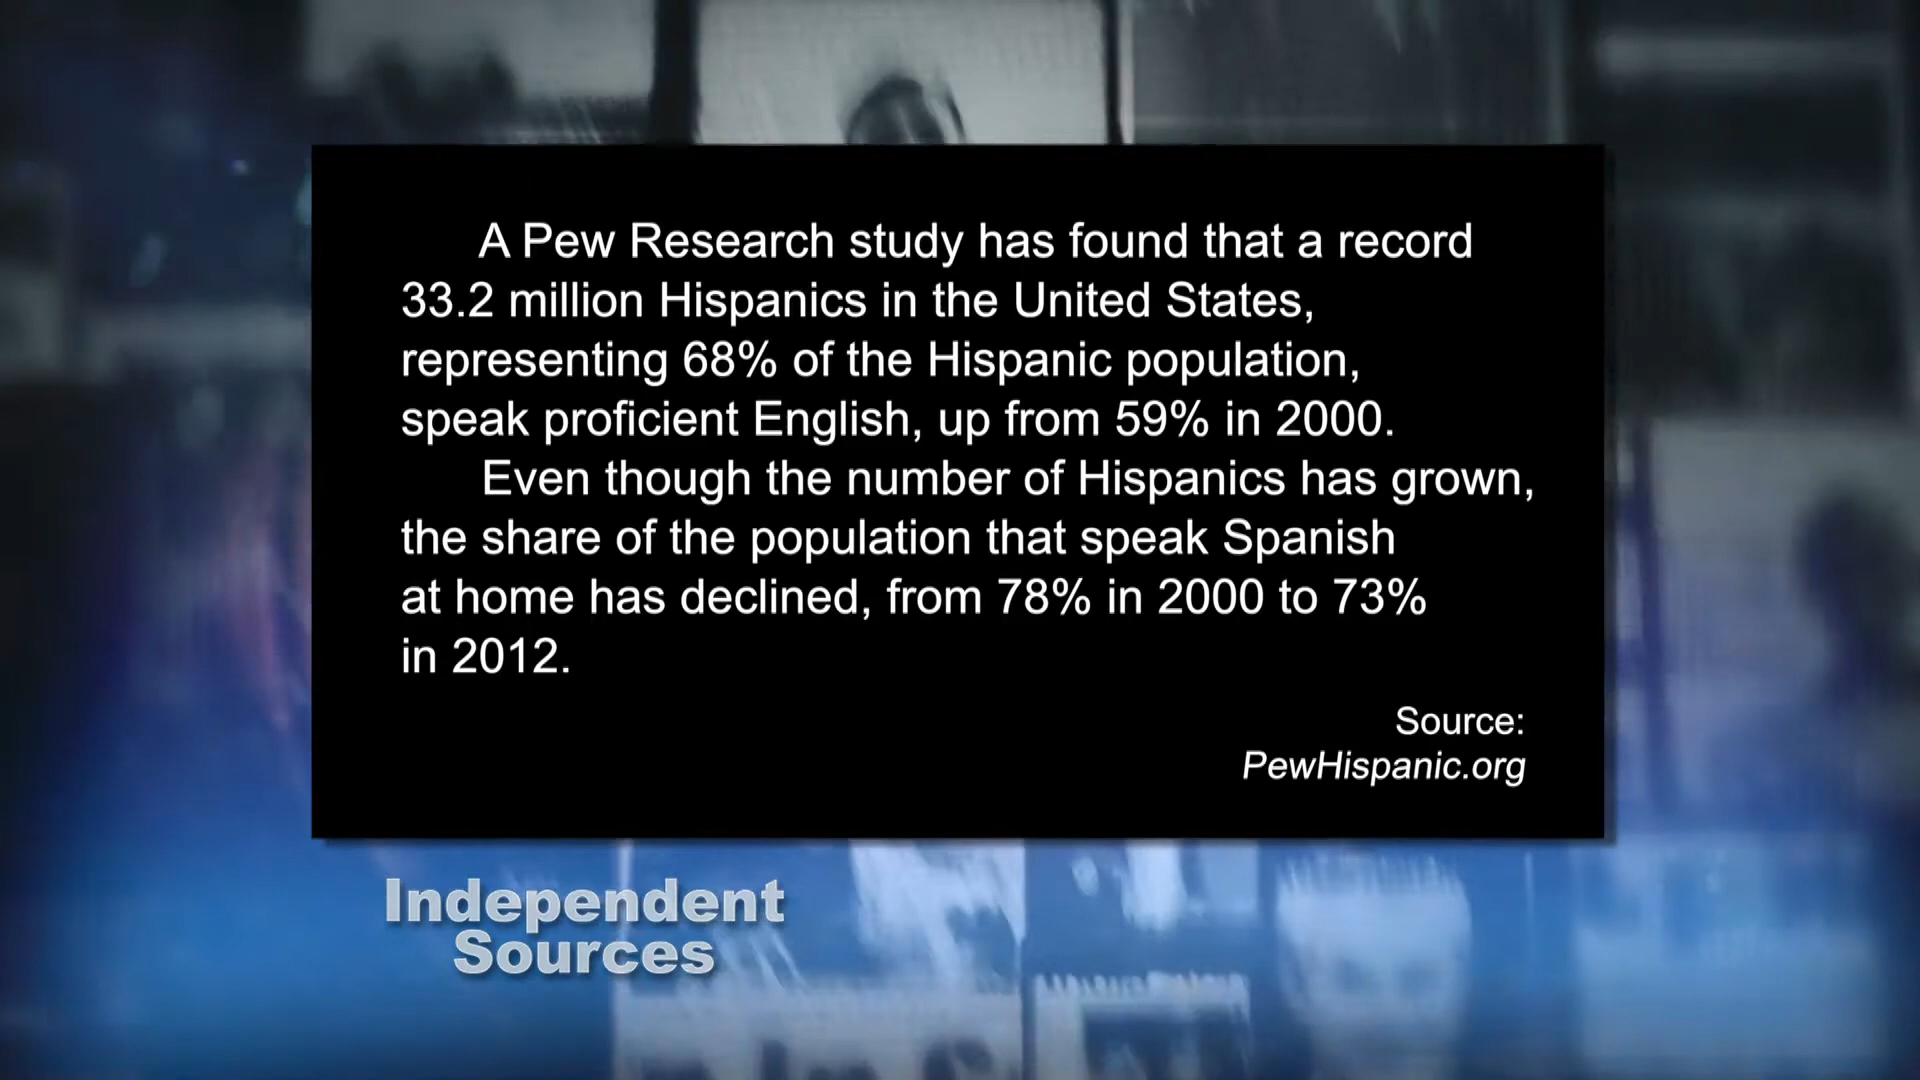 A Pew Research study has found that a record
33.2 million Hispanics in the United States,
representing 68% of the Hispanic population,
speak proficient English, up from 59% in 2000.
Even though the number of Hispanics has grown,
the share of the population that speak Spanish
at home has declined, from 78% in 2000 to 73%
in 2012.
Source:
PewHispanic.org
Independent
Sources